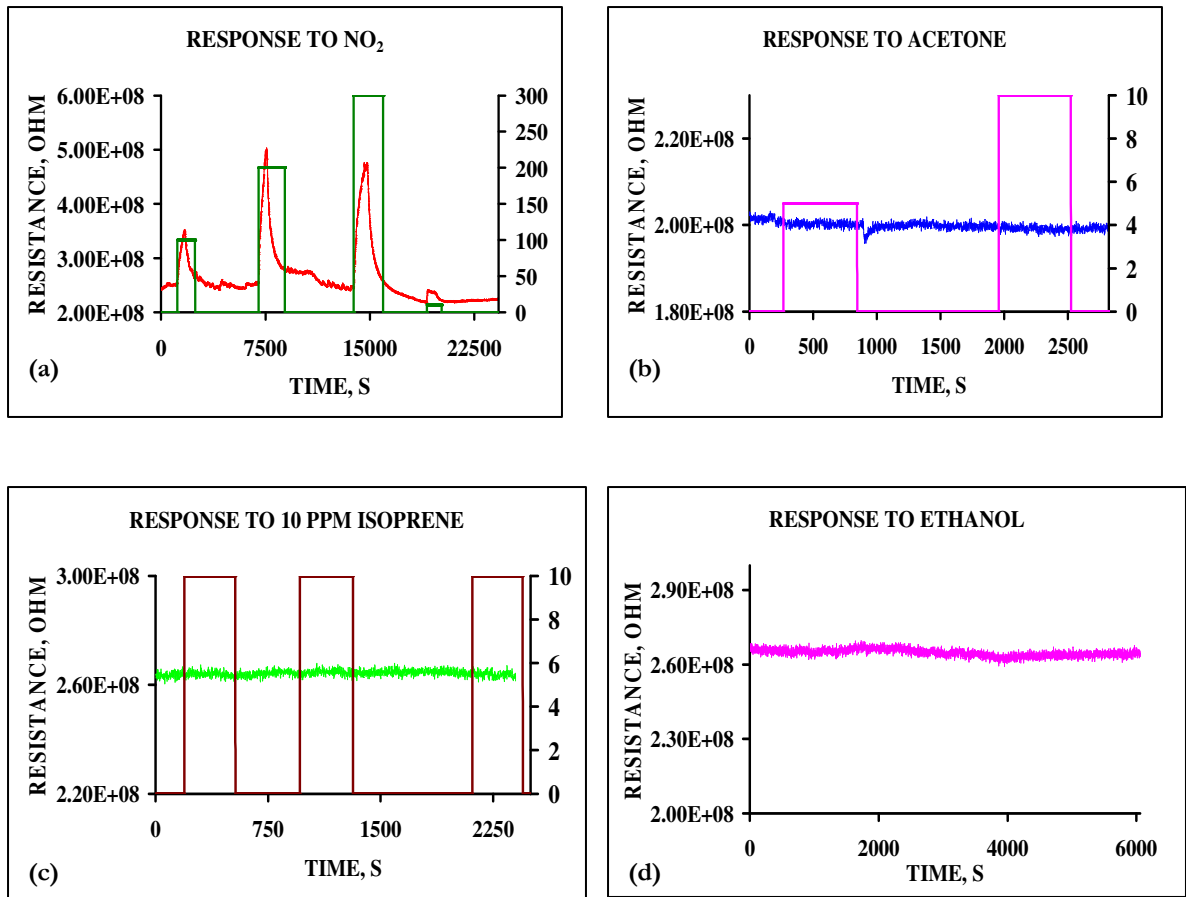 RESPONSE TO NO₂
RESISTANCE, OHM
6.00E+08
5.00E+08
4.00E+08
3.00E+08
2.00E+08
300
250
200
150
100
50
0
0 7500 15000 22500
TIME, S
(a)
RESPONSE TO ACETONE
RESISTANCE, OHM
2.20E+08
2.00E+08
1.80E+08
10
8
6
4
2
0
0 500 1000 1500 2000 2500
TIME, S
(b)
RESPONSE TO 10 PPM ISOPRENE
RESISTANCE, OHM
3.00E+08
2.60E+08
2.20E+08
10
8
6
4
2
0
0 750 1500 2250
TIME, S
(c)
RESPONSE TO ETHANOL
RESISTANCE, OHM
2.90E+08
2.60E+08
2.30E+08
2.00E+08
0 2000 4000 6000
TIME, S
(d)